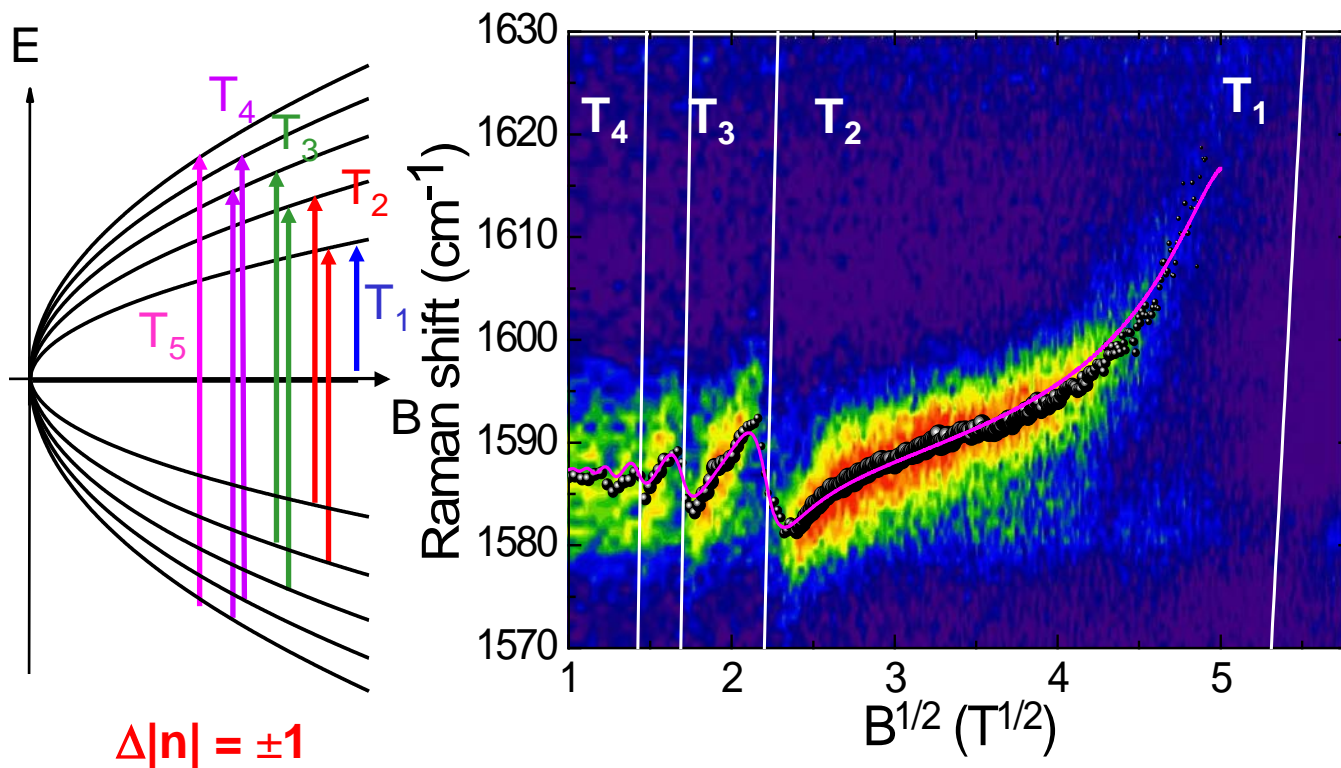 E
T₄
T₃
T₂
T₁
T₅
B
Δ|n| = ±1
Raman shift (cm⁻¹)
1630
1620
1610
1600
1590
1580
1570
T₄ T₃ T₂ T₁
1 2 3 4 5
B¹/² (T¹/²)